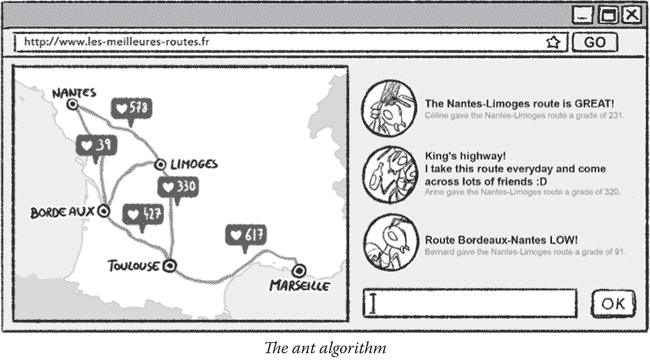 http://www.les-meilleures-routes.fr
GO
NANTES
578
39
LIMOGES
330
BORDEAUX
427
617
TOULOUSE
MARSEILLE
The Nantes-Limoges route is GREAT!
Céline gave the Nantes-Limoges route a grade of 231.
King's highway!
I take this route everyday and come
across lots of friends :D
Anno gave the Nantes-Limoges route a grade of 320.
Route Bordeaux-Nantes LOW!
Bernard gave the Nantes-Limoges route a grade of 91.
OK
The ant algorithm